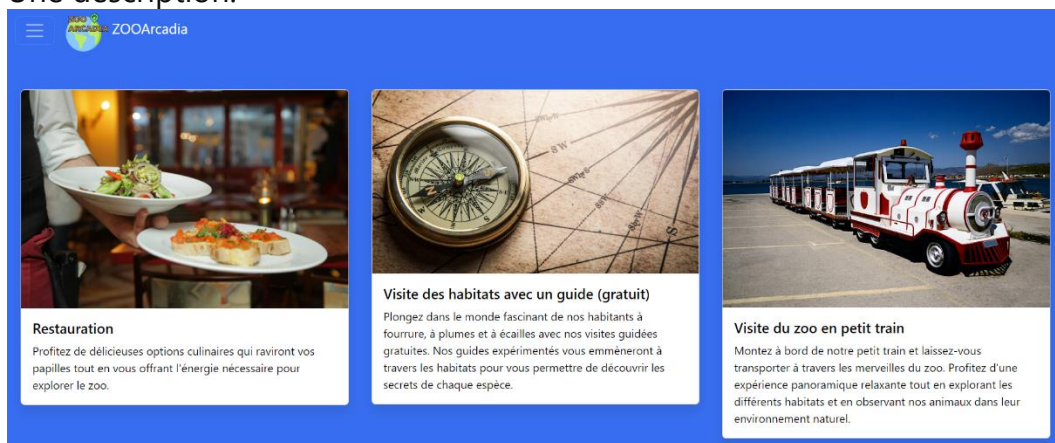 Une description.
ZOO
ARCADIA
ZOOArcadia
Restauration
Profitez de délicieuses options culinaires qui raviront vos
papilles tout en vous offrant l'énergie nécessaire pour
explorer le zoo.
Visite des habitats avec un guide (gratuit)
Plongez dans le monde fascinant de nos habitants à
fourrure, à plumes et à écailles avec nos visites guidées
gratuites. Nos guides expérimentés vous emmèneront à
travers les habitats pour vous permettre de découvrir les
secrets de chaque espèce.
Visite du zoo en petit train
Montez à bord de notre petit train et laissez-vous
transporter à travers les merveilles du zoo. Profitez d'une
expérience panoramique relaxante tout en explorant les
différents habitats et en observant nos animaux dans leur
environnement naturel.